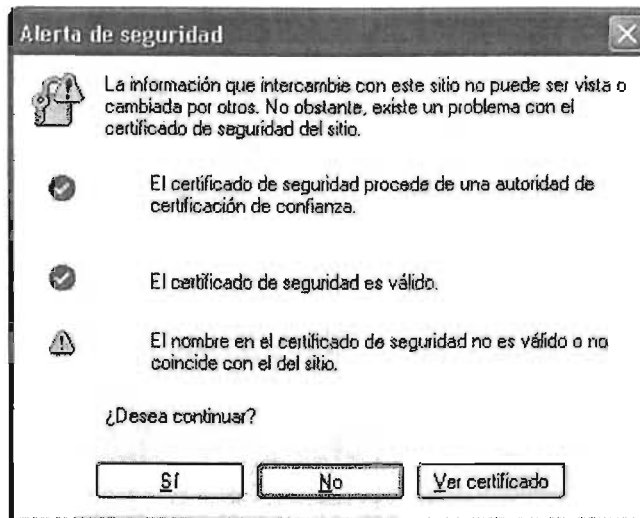 Alerta de seguridad
La información que intercambie con este sitio no puede ser vista o
cambiada por otros. No obstante, existe un problema con el
certificado de seguridad del sitio.
El certificado de seguridad procede de una autoridad de
certificación de confianza.
El certificado de seguridad es válido.
El nombre en el certificado de seguridad no es válido o no
coincide con el del sitio.
¿Desea continuar?
Sí
No
Ver certificado